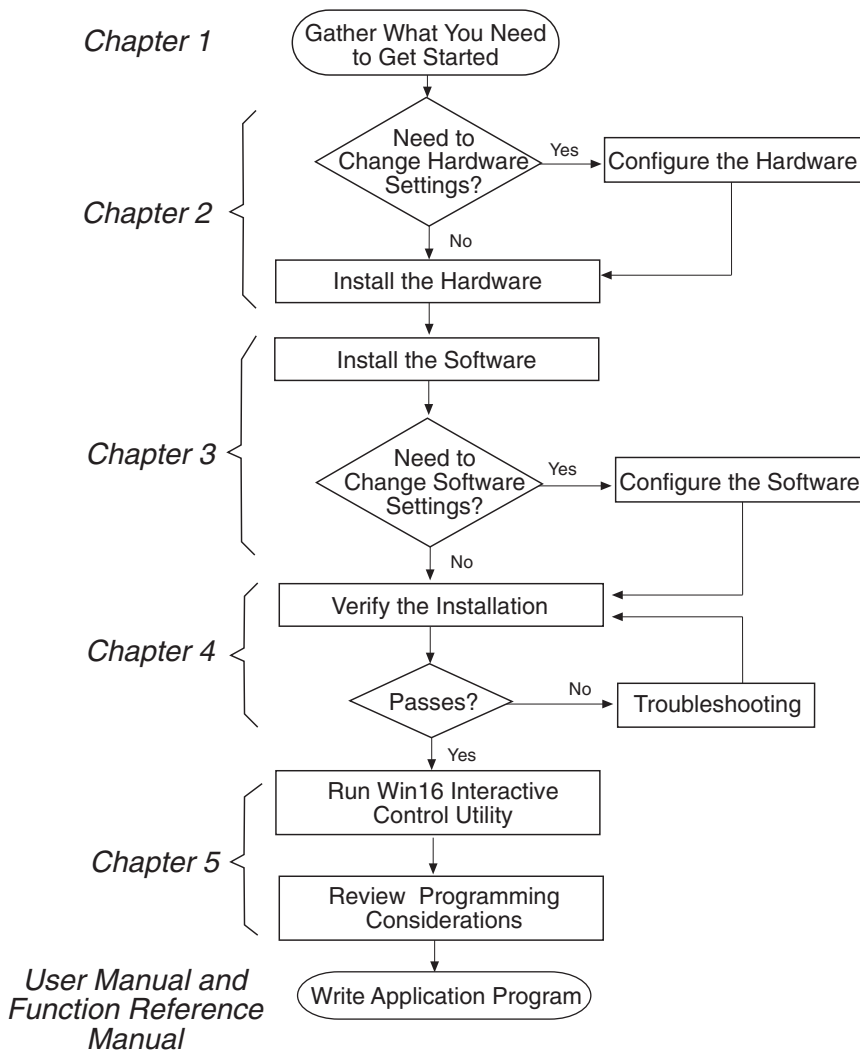 Chapter 1
Gather What You Need
to Get Started
Need to
Change Hardware
Settings?
Yes
Configure the Hardware
Chapter 2
No
Install the Hardware
Install the Software
Chapter 3
Need to
Change Software
Settings?
Yes
Configure the Software
No
Verify the Installation
Chapter 4
Passes?
No
Troubleshooting
Yes
Run Win16 Interactive
Control Utility
Chapter 5
Review Programming
Considerations
User Manual and
Function Reference
Manual
Write Application Program